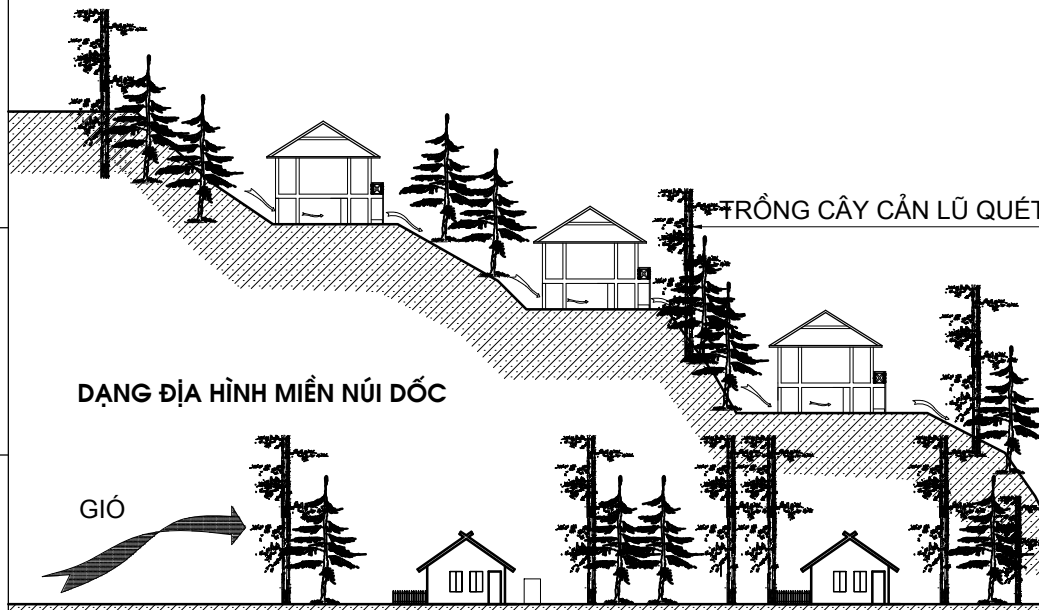 TRỒNG CÂY CẢN LŨ QUÉT
DẠNG ĐỊA HÌNH MIỀN NÚI DỐC
GIÓ